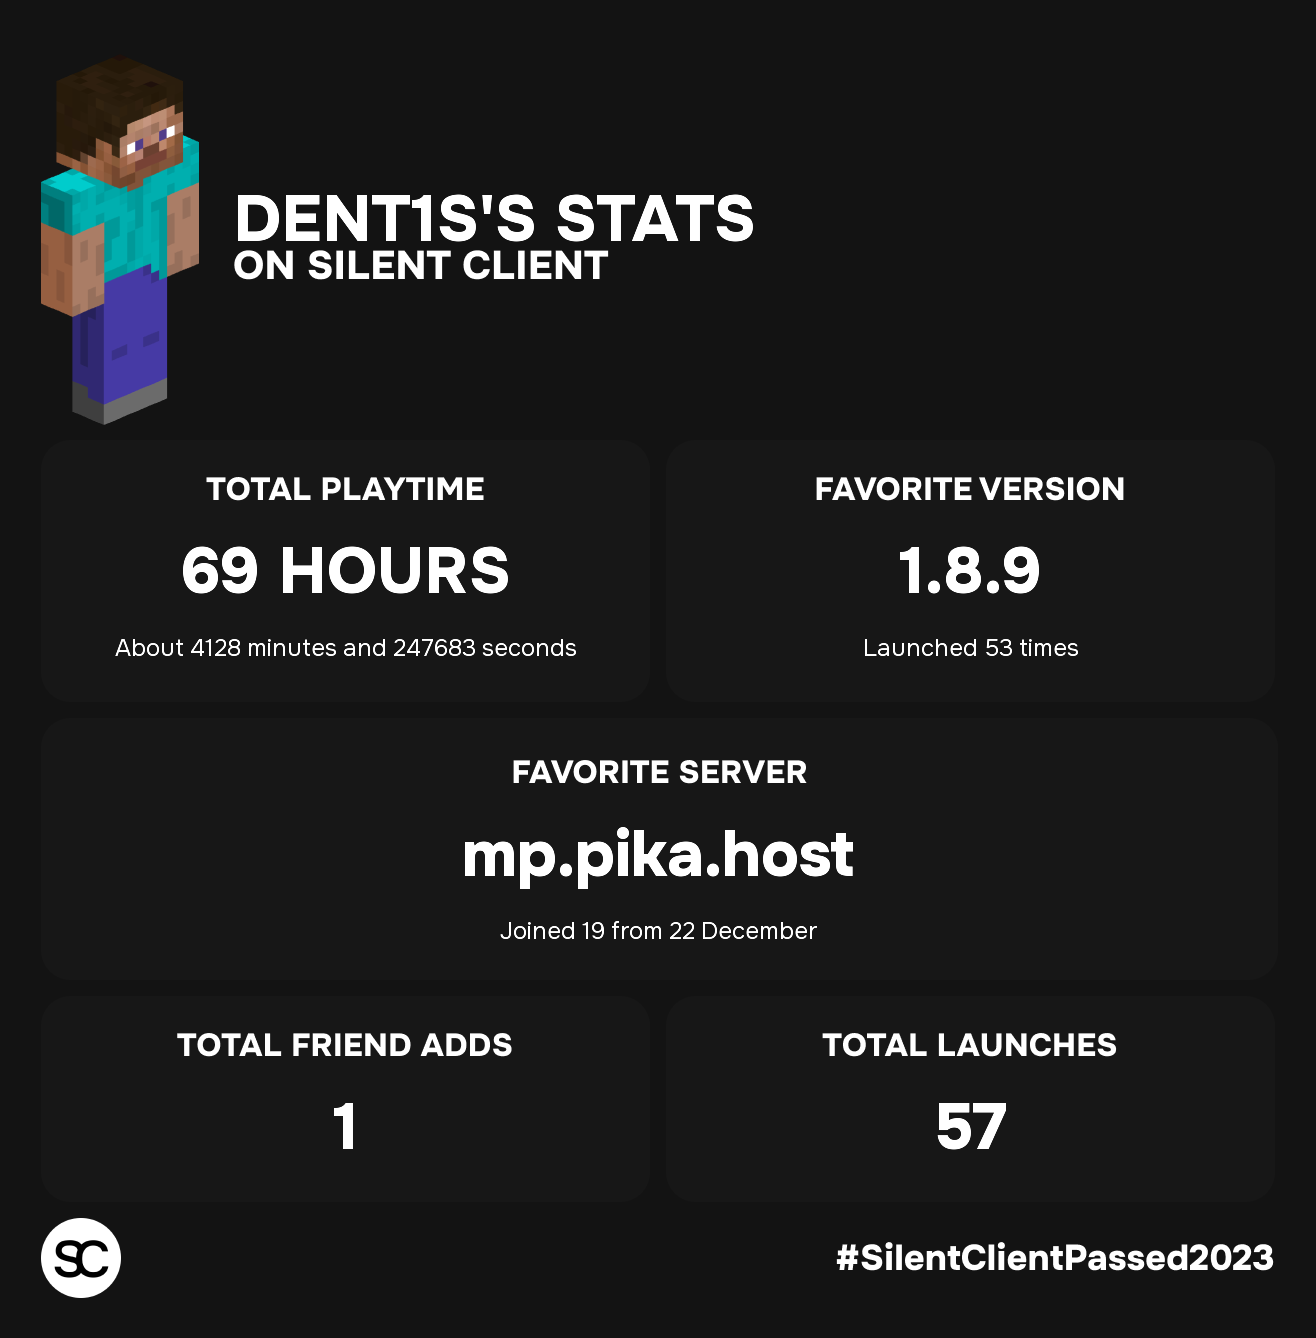 DENT1S'S STATS
ON SILENT CLIENT
TOTAL PLAYTIME
69 HOURS
About 4128 minutes and 247683 seconds
FAVORITE VERSION
1.8.9
Launched 53 times
FAVORITE SERVER
mp.pika.host
Joined 19 from 22 December
TOTAL FRIEND ADDS
1
TOTAL LAUNCHES
57
SC
#SilentClientPassed2023